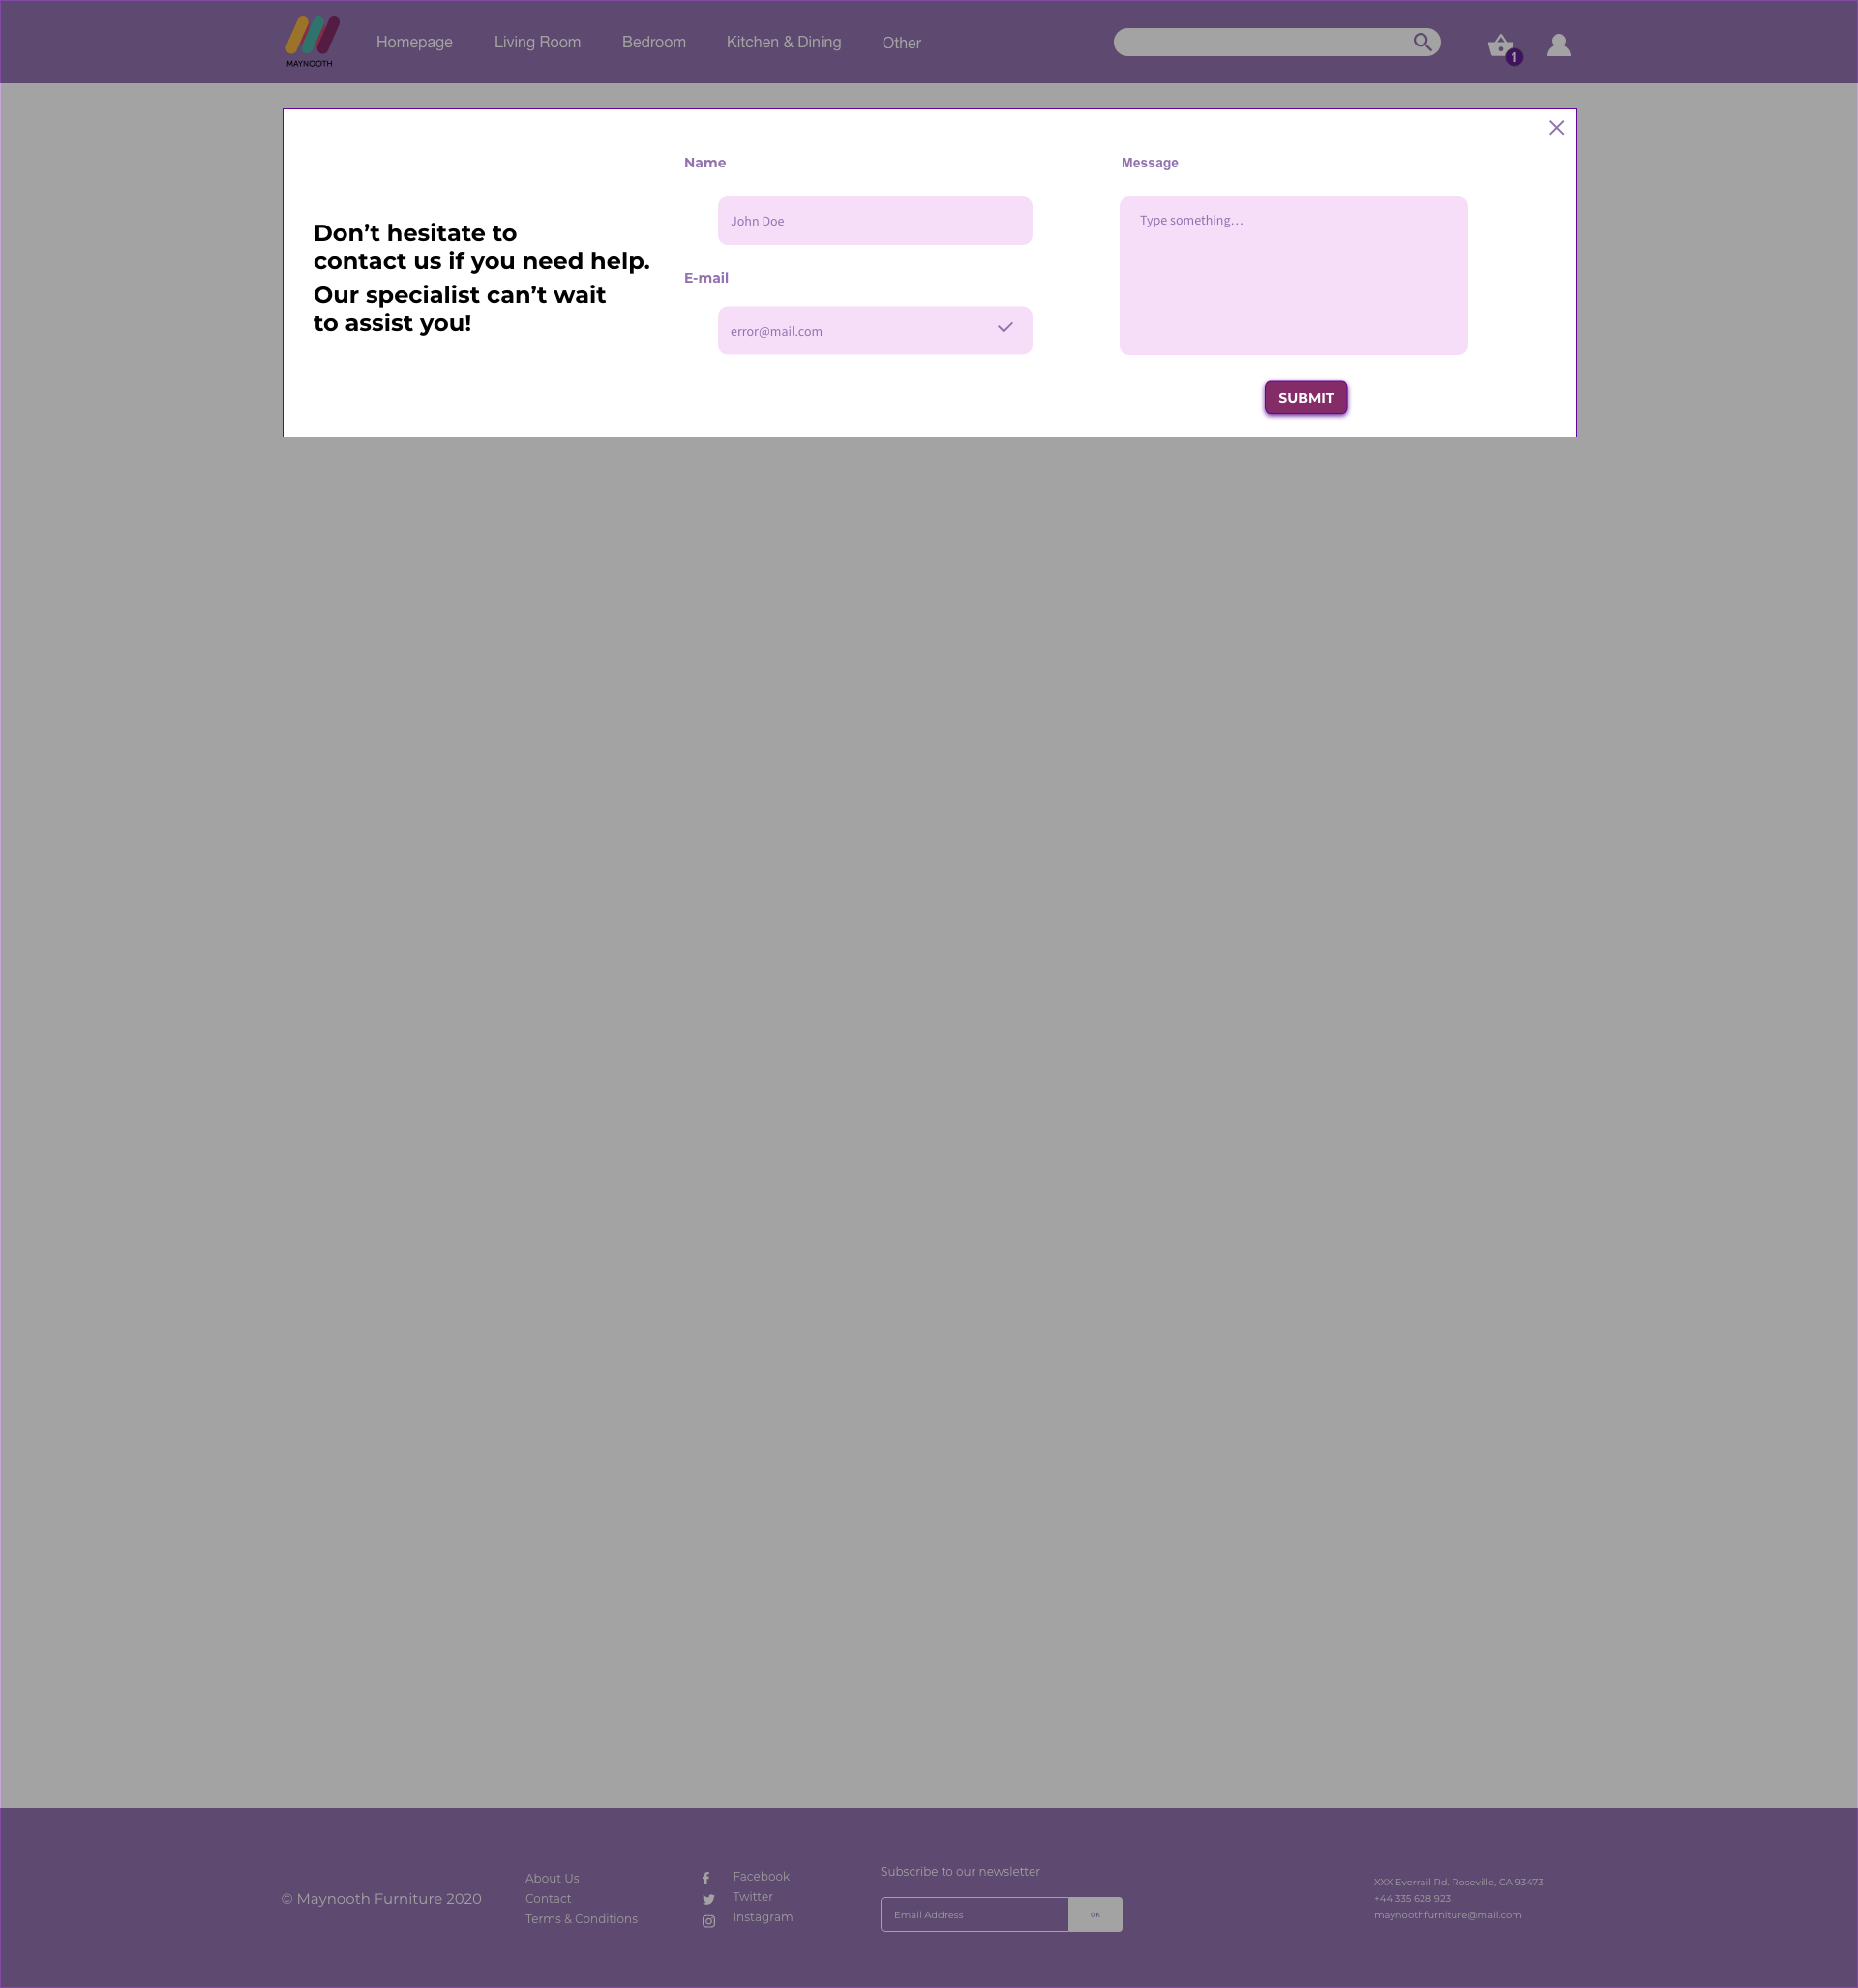 MAYNOOTH
Homepage
Living Room
Bedroom
Kitchen & Dining
Other
1
Name
Message
John Doe
Type something...
Don’t hesitate to
contact us if you need help.
Our specialist can’t wait
to assist you!
E-mail
error@mail.com
SUBMIT
© Maynooth Furniture 2020
About Us
Contact
Terms & Conditions
Facebook
Twitter
Instagram
Subscribe to our newsletter
Email Address
OK
XXX Everrail Rd. Roseville, CA 93473
+44 335 628 923
maynoothfurniture@mail.com